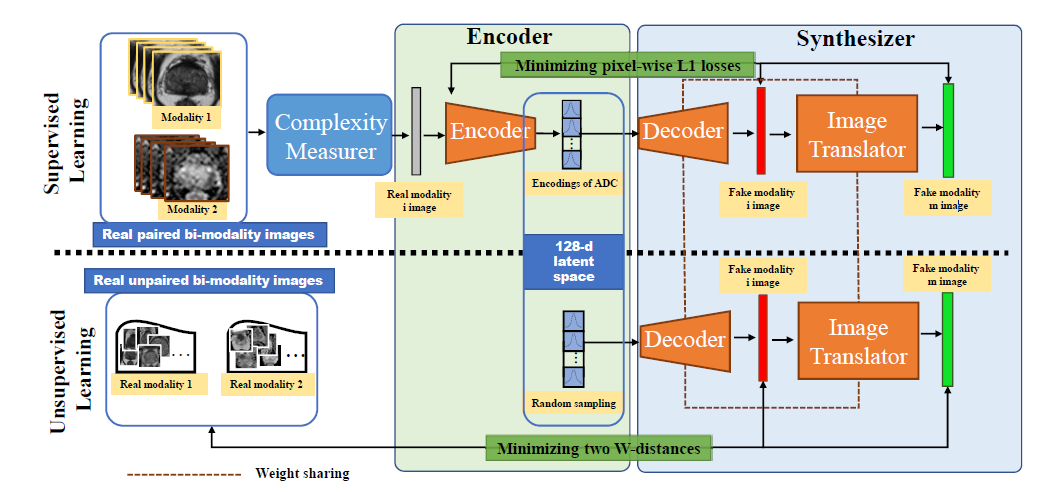 Encoder
Synthesizer
Minimizing pixel-wise L1 losses
Supervised
Learning
Modality 1
Modality 2
Real paired bi-modality images
Complexity
Measurer
Real modality
i image
Encoder
Encodings of ADC
Decoder
Fake modality
i image
Image
Translator
Fake modality
m image
128-d
latent
space
Unsupervised
Learning
Real unpaired bi-modality images
Real modality 1
Real modality 2
. . .
...
Random sampling
Decoder
Fake modality
i image
Image
Translator
Fake modality
m image
Minimizing two W-distances
Weight sharing